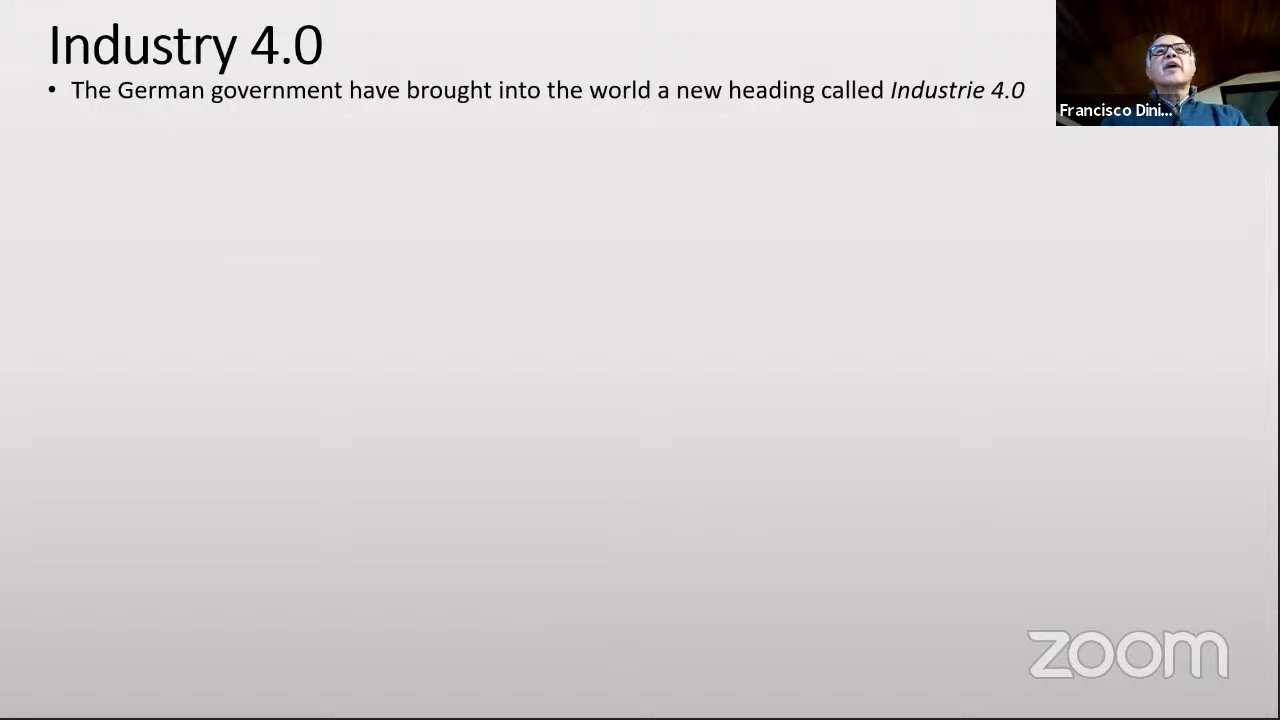 Industry 4.0
• The German government have brought into the world a new heading called Industrie 4.0
Francisco Dini...
zoom